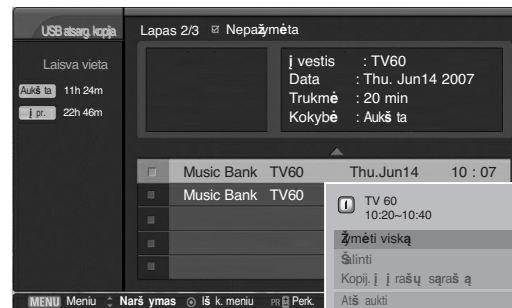 USB atsarg. kopija
Lapas 2/3 Nepažymėta
Laisva vieta
Aukšta 11h 24m
Įpr. 22h 46m
Įvestis : TV60
Data : Thu. Jun14 2007
Trukmė : 20 min
Kokybė : Aukšta
Music Bank TV60 Thu.Jun14 10 : 07
Music Bank TV60
TV 60
10:20~10:40
Žymėti viską
Šalinti
Kopij. į įrašų sąrašą
Atšaukti
MENU Meniu Naršymas Išk. meniu PR Perk.